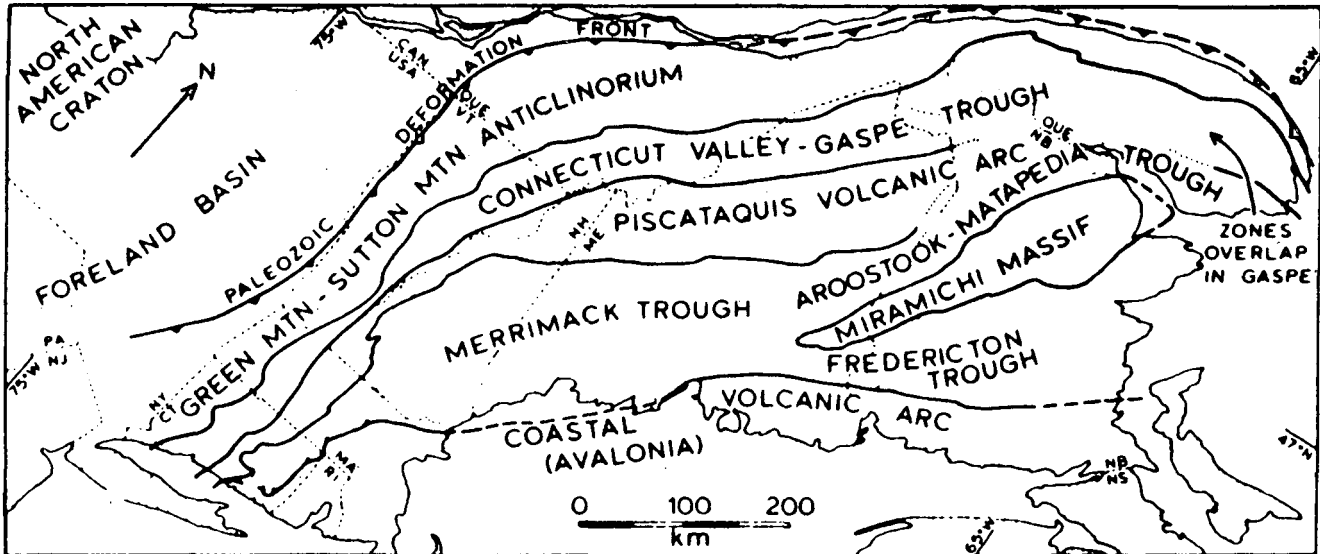 NORTH
AMERICAN
CRATON
N
75°W
CAN
USA
QUE
VT
PALEOZOIC DEFORMATION FRONT
65°W
FORELAND BASIN
GREEN MTN - SUTTON MTN ANTICLINORIUM
CONNECTICUT VALLEY - GASPE TROUGH
PISCATAQUIS VOLCANIC ARC
QUE
NB
AROOSTOOK - MATAPEDIA TROUGH
NH
ME
MIRAMICHI MASSIF
ZONES
OVERLAP
IN GASPE
MERRIMACK TROUGH
FREDERICTON
TROUGH
PA
NJ
75°W
NY
CT
COASTAL VOLCANIC ARC
(AVALONIA)
MA
RI
47°N
NB
NS
0 100 200
km
65°W